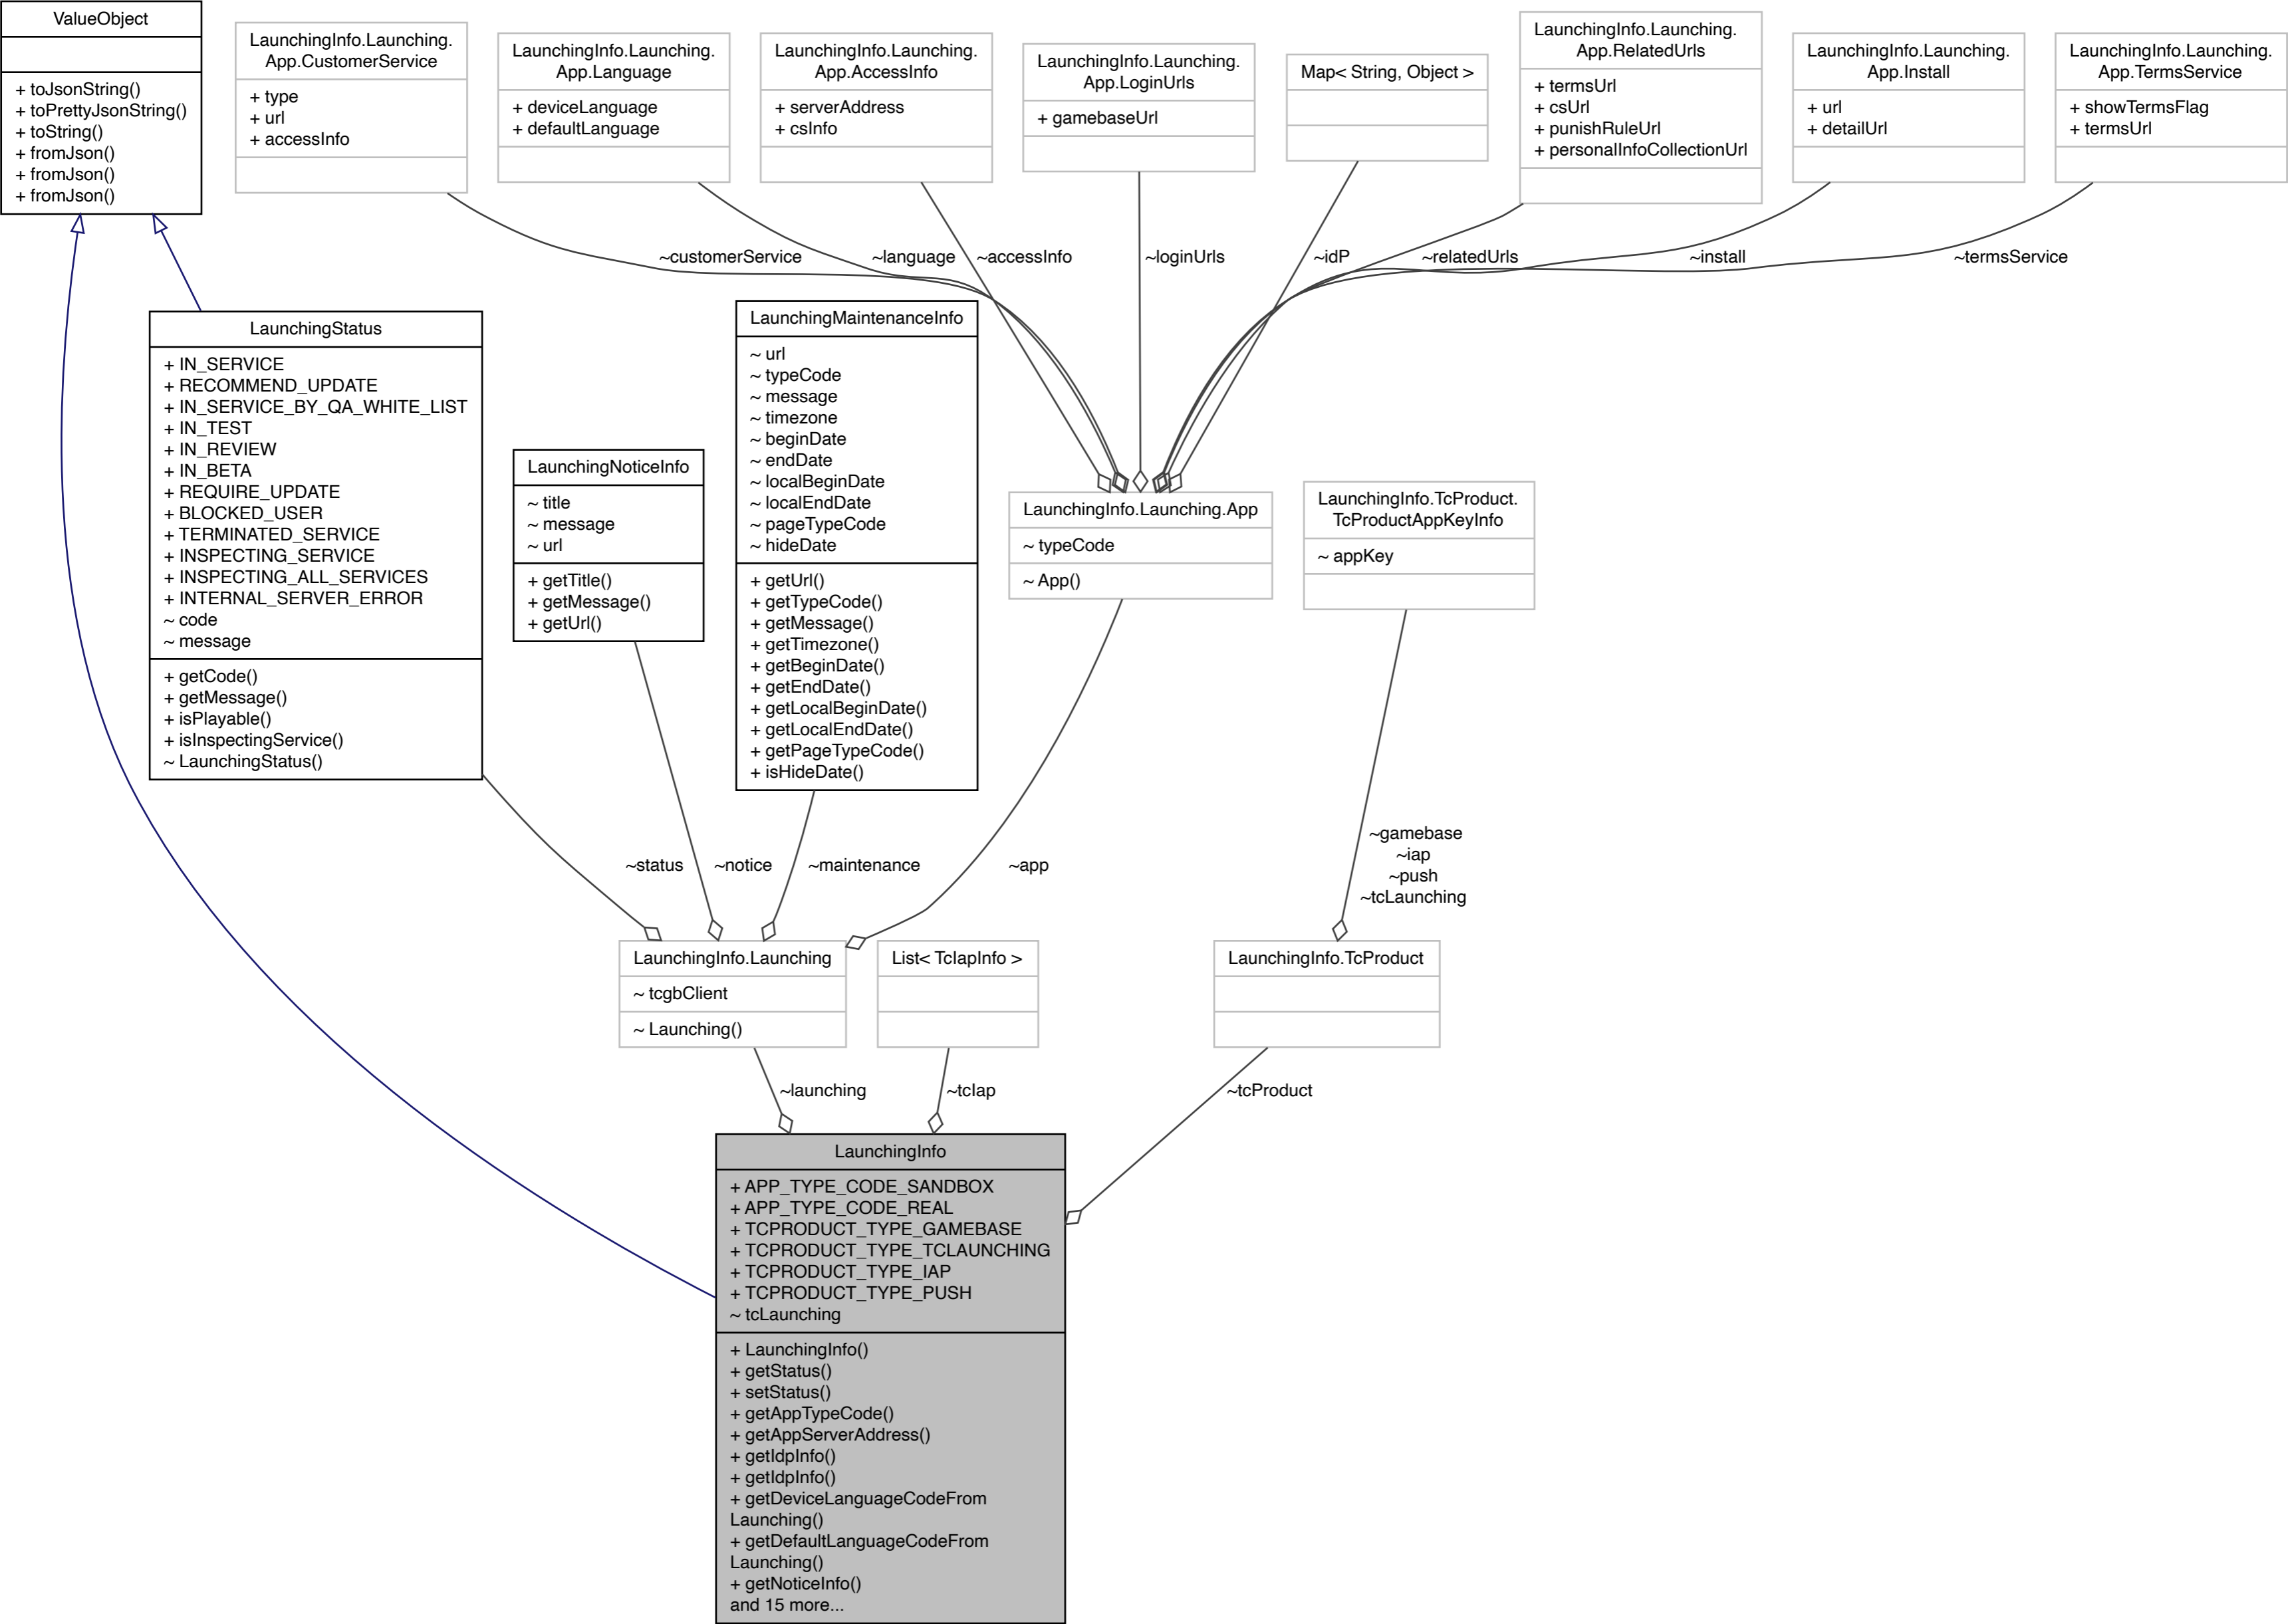 ValueObject
+ toJsonString()
+ toPrettyJsonString()
+ toString()
+ fromJson()
+ fromJson()
+ fromJson()
LaunchingInfo.Launching.
App.CustomerService
+ type
+ url
+ accessInfo
LaunchingInfo.Launching.
App.Language
+ deviceLanguage
+ defaultLanguage
LaunchingInfo.Launching.
App.AccessInfo
+ serverAddress
+ csInfo
LaunchingInfo.Launching.
App.LoginUrls
+ gamebaseUrl
Map< String, Object >
LaunchingInfo.Launching.
App.RelatedUrls
+ termsUrl
+ csUrl
+ punishRuleUrl
+ personalInfoCollectionUrl
LaunchingInfo.Launching.
App.Install
+ url
+ detailUrl
LaunchingInfo.Launching.
App.TermsService
+ showTermsFlag
+ termsUrl
~customerService
~language
~accessInfo
~loginUrls
~idP
~relatedUrls
~install
~termsService
LaunchingStatus
+ IN_SERVICE
+ RECOMMEND_UPDATE
+ IN_SERVICE_BY_QA_WHITE_LIST
+ IN_TEST
+ IN_REVIEW
+ IN_BETA
+ REQUIRE_UPDATE
+ BLOCKED_USER
+ TERMINATED_SERVICE
+ INSPECTING_SERVICE
+ INSPECTING_ALL_SERVICES
+ INTERNAL_SERVER_ERROR
~ code
~ message
+ getCode()
+ getMessage()
+ isPlayable()
+ isInspectingService()
~ LaunchingStatus()
LaunchingNoticeInfo
~ title
~ message
~ url
+ getTitle()
+ getMessage()
+ getUrl()
LaunchingMaintenanceInfo
~ url
~ typeCode
~ message
~ timezone
~ beginDate
~ endDate
~ localBeginDate
~ localEndDate
~ pageTypeCode
~ hideDate
+ getUrl()
+ getTypeCode()
+ getMessage()
+ getTimezone()
+ getBeginDate()
+ getEndDate()
+ getLocalBeginDate()
+ getLocalEndDate()
+ getPageTypeCode()
+ isHideDate()
LaunchingInfo.Launching.App
~ typeCode
~ App()
LaunchingInfo.TcProduct.
TcProductAppKeyInfo
~ appKey
~status
~notice
~maintenance
~app
~gamebase
~iap
~push
~tcLaunching
LaunchingInfo.Launching
~ tcgbClient
~ Launching()
List< TcIapInfo >
LaunchingInfo.TcProduct
~launching
~tcIap
~tcProduct
LaunchingInfo
+ APP_TYPE_CODE_SANDBOX
+ APP_TYPE_CODE_REAL
+ TCPRODUCT_TYPE_GAMEBASE
+ TCPRODUCT_TYPE_TCLAUNCHING
+ TCPRODUCT_TYPE_IAP
+ TCPRODUCT_TYPE_PUSH
~ tcLaunching
+ LaunchingInfo()
+ getStatus()
+ setStatus()
+ getAppTypeCode()
+ getAppServerAddress()
+ getIdpInfo()
+ getIdpInfo()
+ getDeviceLanguageCodeFrom
Launching()
+ getDefaultLanguageCodeFrom
Launching()
+ getNoticeInfo()
and 15 more...